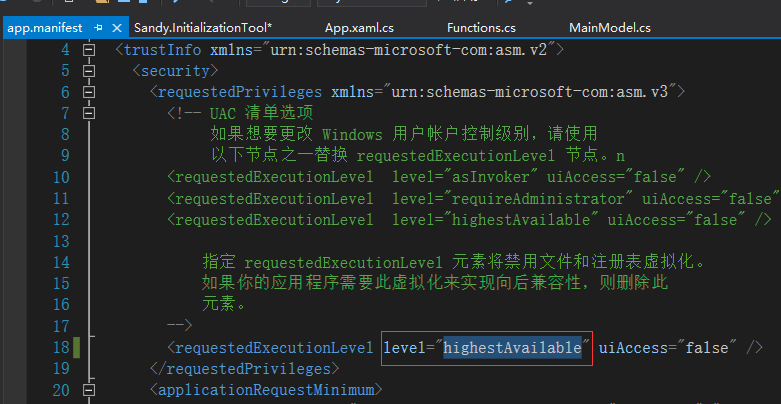 app.manifest Sandy.InitializationTool* App.xaml.cs Functions.cs MainModel.cs
4 <trustInfo xmlns="urn:schemas-microsoft-com:asm.v2">
5 <security>
6 <requestedPrivileges xmlns="urn:schemas-microsoft-com:asm.v3">
7 <!-- UAC 清单选项
8 如果想要更改 Windows 用户帐户控制级别，请使用
9 以下节点之一替换 requestedExecutionLevel 节点。n
10 <requestedExecutionLevel level="asInvoker" uiAccess="false" />
11 <requestedExecutionLevel level="requireAdministrator" uiAccess="false"
12 <requestedExecutionLevel level="highestAvailable" uiAccess="false" />
13
14 指定 requestedExecutionLevel 元素将禁用文件和注册表虚拟化。
15 如果你的应用程序需要此虚拟化来实现向后兼容性，则删除此
16 元素。
17 -->
18 <requestedExecutionLevel level="highestAvailable" uiAccess="false" />
19 </requestedPrivileges>
20 <applicationRequestMinimum>